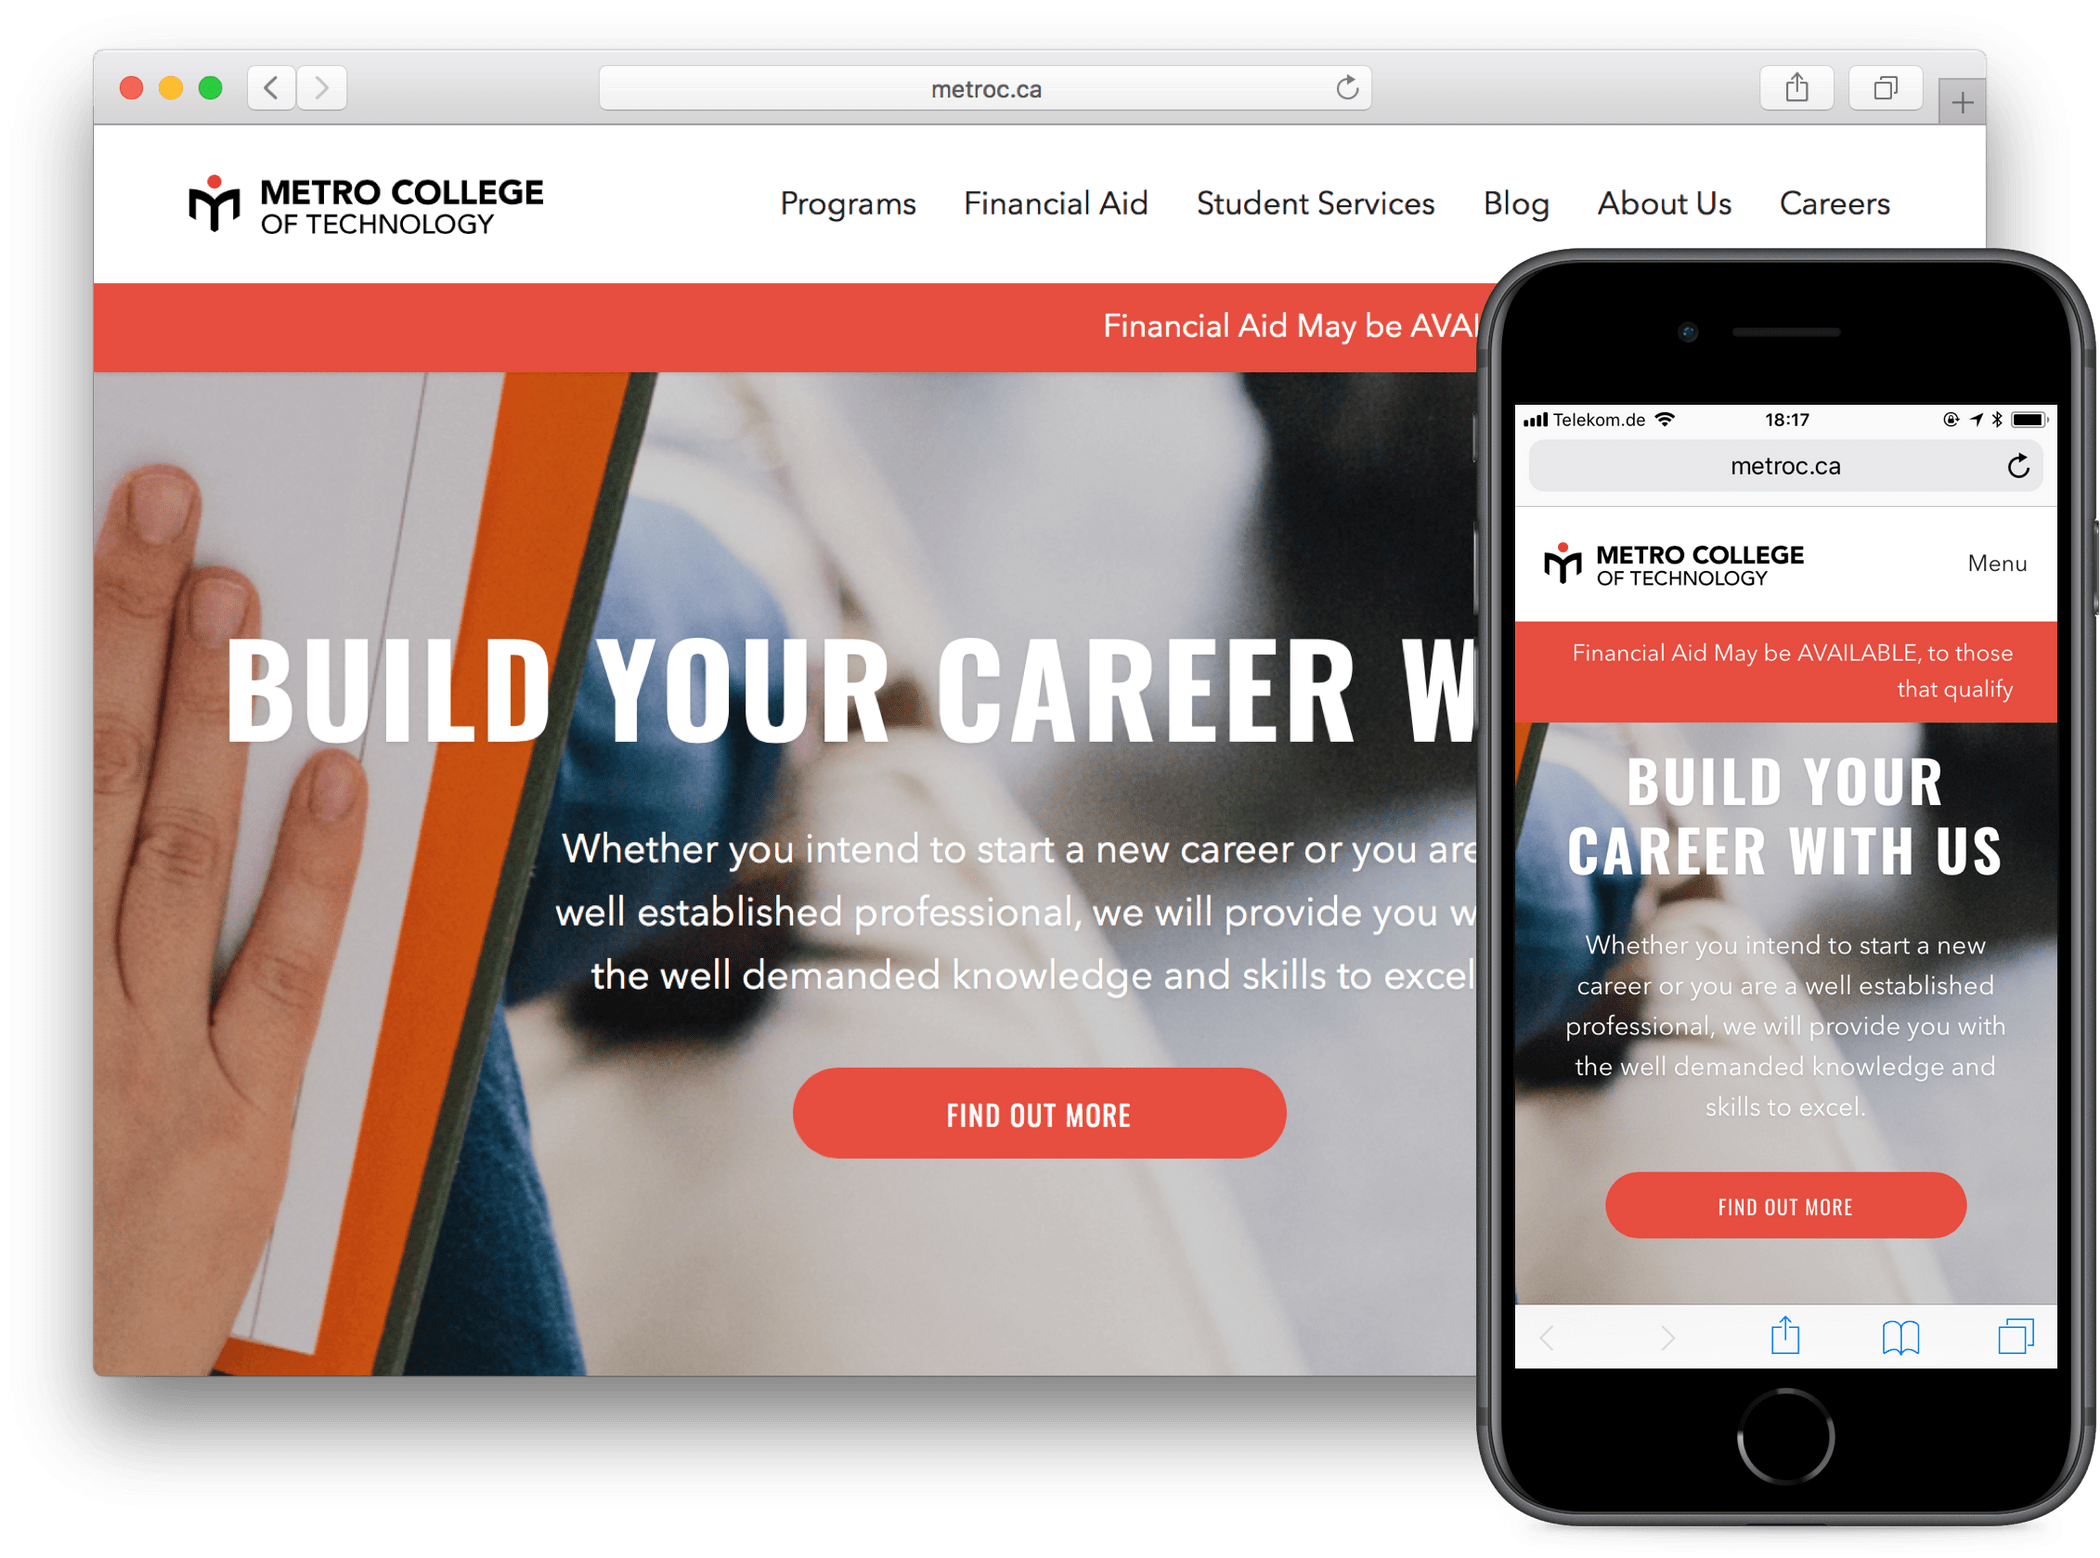 metroc.ca
METRO COLLEGE
OF TECHNOLOGY
Programs Financial Aid Student Services Blog About Us Careers
Financial Aid May be
BUILD YOUR CAREER
Whether you intend to start a new career or you are
well established professional, we will provide you
the well demanded knowledge and skills to excel
FIND OUT MORE
Telekom.de 18:17
metroc.ca
METRO COLLEGE
OF TECHNOLOGY
Menu
Financial Aid May be AVAILABLE, to those
that qualify
BUILD YOUR
CAREER WITH US
Whether you intend to start a new
career or you are a well established
professional, we will provide you with
the well demanded knowledge and
skills to excel.
FIND OUT MORE